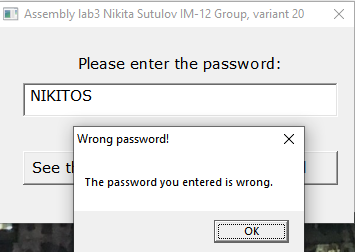 Assembly lab3 Nikita Sutulov IM-12 Group, variant 20
Please enter the password:
NIKITOS
Wrong password!
See
The password you entered is wrong.
OK